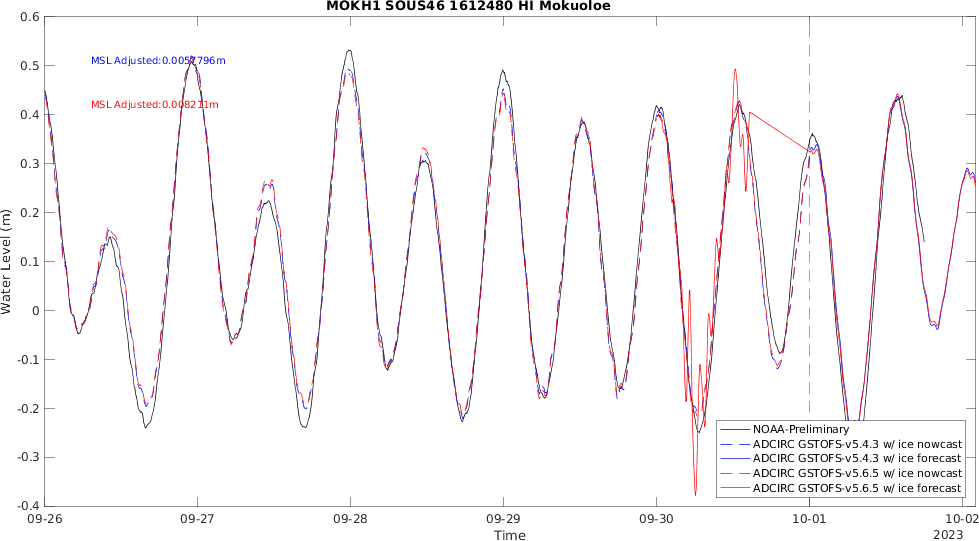 MOKH1 SOUS46 1612480 HI Mokuoloe
0.6
0.5
0.4
0.3
0.2
0.1
0
-0.1
-0.2
-0.3
-0.4
Water Level (m)
MSL Adjusted:0.0057796m
MSL Adjusted:0.008211m
NOAA-Preliminary
ADCIRC GSTOFS-v5.4.3 w/ ice nowcast
ADCIRC GSTOFS-v5.4.3 w/ ice forecast
ADCIRC GSTOFS-v5.6.5 w/ ice nowcast
ADCIRC GSTOFS-v5.6.5 w/ ice forecast
09-26 09-27 09-28 09-29 09-30 10-01 10-02
Time
2023